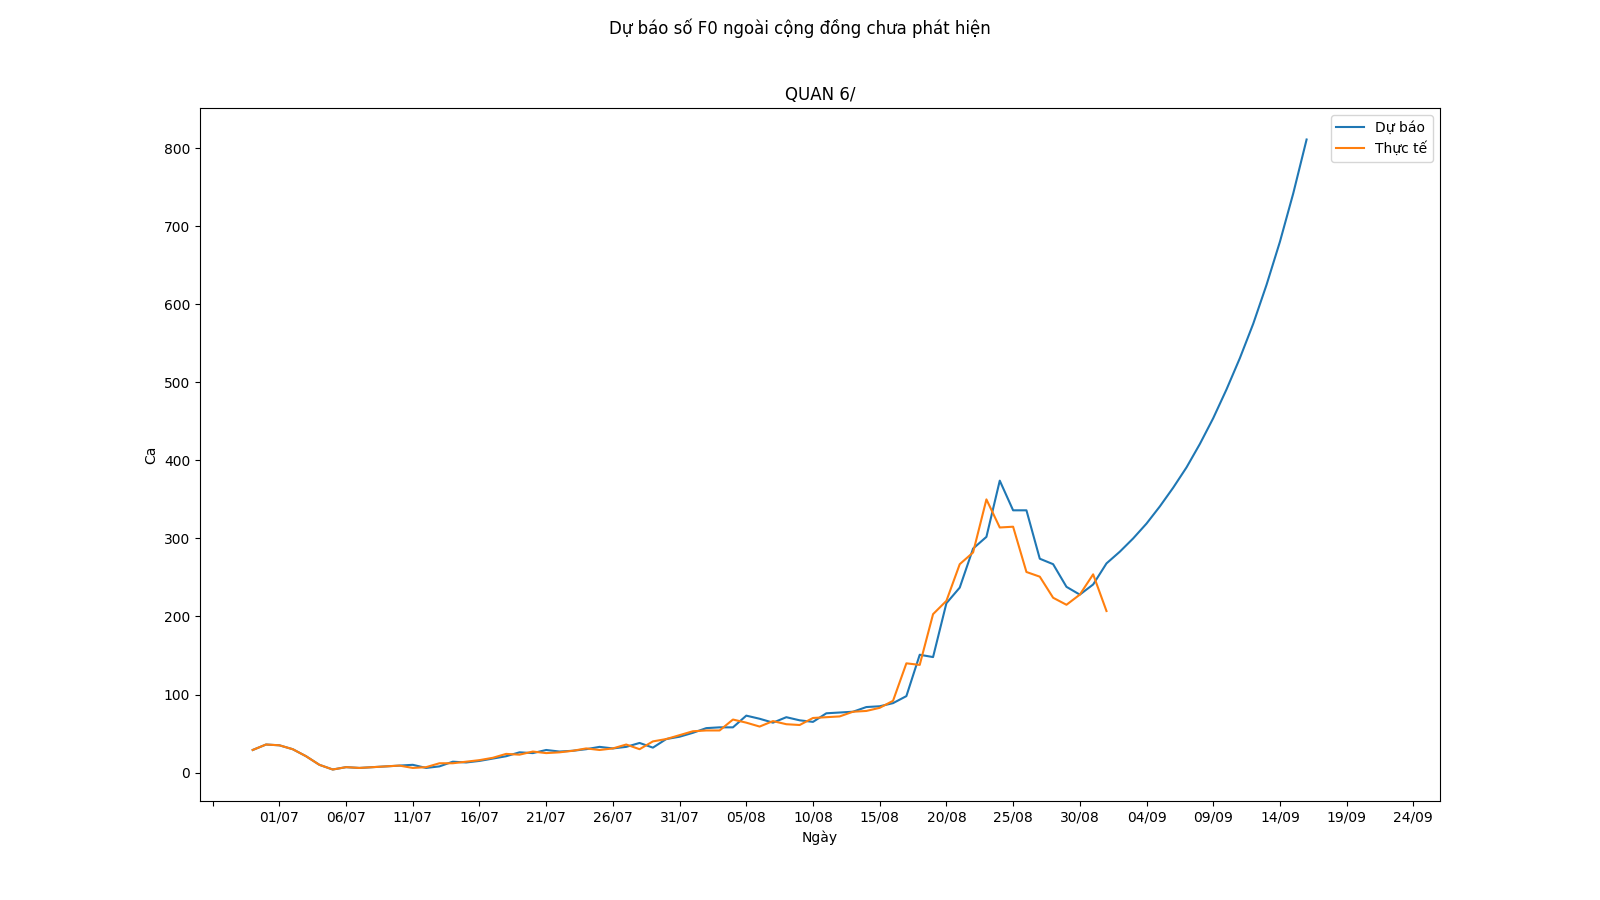 Dự báo số F0 ngoài cộng đồng chưa phát hiện
QUAN 6/
Dự báo
Thực tế
800
700
600
500
400
300
200
100
0
Ca
01/07 06/07 11/07 16/07 21/07 26/07 31/07 05/08 10/08 15/08 20/08 25/08 30/08 04/09 09/09 14/09 19/09 24/09
Ngày